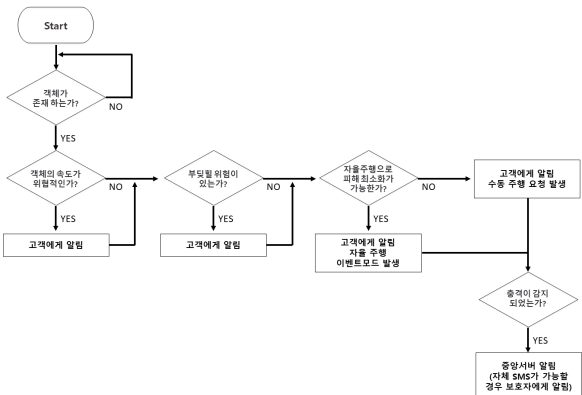 Start
객체가
존재 하는가?
NO
YES
객체의 속도가
위협적인가?
NO
YES
고객에게 알림
부딪힐 위험이
있는가?
NO
YES
고객에게 알림
자율주행으로
피해 최소화가
가능한가?
NO
YES
고객에게 알림
자율 주행
이벤트모드 발생
고객에게 알림
수동 주행 요청 발생
충격이 감지
되었는가?
YES
중앙서버 알림
(자체 SMS가 가능할
경우 보호자에게 알림)